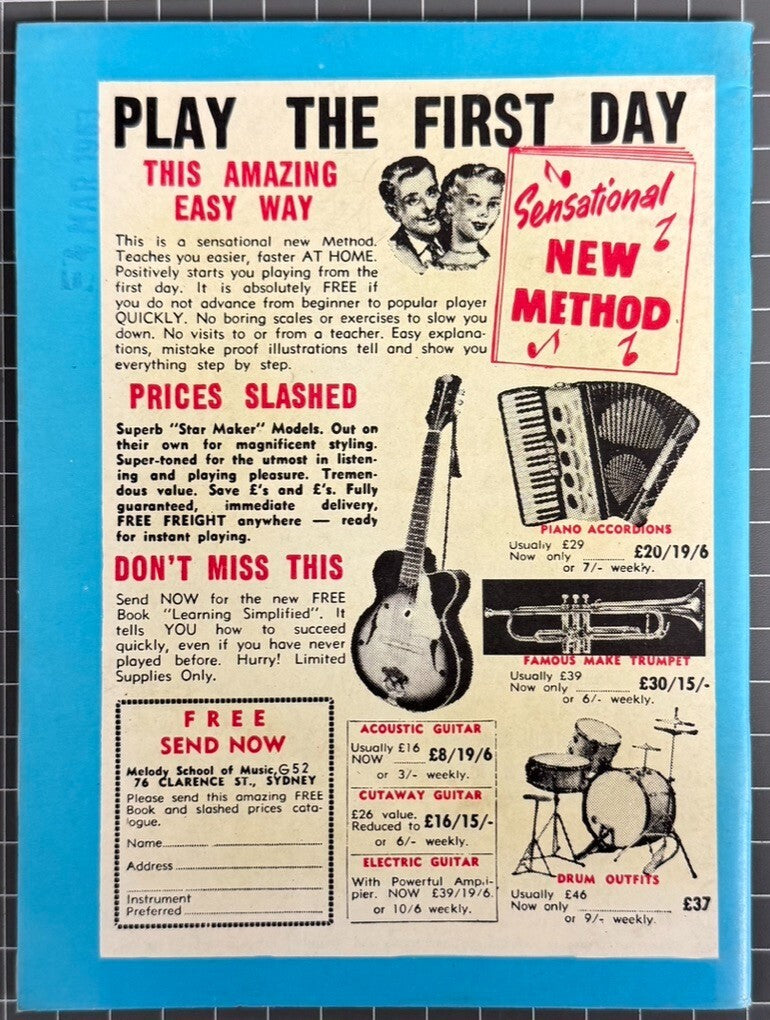 PLAY THE FIRST DAY
THIS AMAZING
EASY WAY
This is a sensational new Method.
Teaches you easier, faster AT HOME.
Positively starts you playing from the
first day. It is absolutely FREE if
you do not advance from beginner to popular player
QUICKLY. No boring scales or exercises to slow you
down. No visits to or from a teacher. Easy explana-
tions, mistake proof illustrations tell and show you
everything step by step.
Sensational
NEW
METHOD
PRICES SLASHED
Superb "Star Maker" Models. Out on
their own for magnificent styling.
Super-toned for the utmost in listen-
ing and playing pleasure. Tremen-
dous value. Save £'s and £'s. Fully
guaranteed, immediate delivery,
FREE FREIGHT anywhere — ready
for instant playing.
DON'T MISS THIS
Send NOW for the new FREE
Book "Learning Simplified". It
tells YOU how to succeed
quickly, even if you have never
played before. Hurry! Limited
Supplies Only.
FREE
SEND NOW
Melody School of Music, G52
76 CLARENCE ST., SYDNEY
Please send this amazing FREE
Book and slashed prices cata-
logue.
Name
Address
Instrument
Preferred
ACOUSTIC GUITAR
Usually £16
NOW £8/19/6
or 3/- weekly.
CUTAWAY GUITAR
£26 value.
Reduced to £16/15/-
or 6/- weekly.
ELECTRIC GUITAR
With Powerful Ampli-
pier. NOW £39/19/6.
or 10/6 weekly.
PIANO ACCORDIONS
Usually £29
Now only £20/19/6
or 7/- weekly.
FAMOUS MAKE TRUMPET
Usually £39
Now only £30/15/-
or 6/- weekly.
DRUM OUTFITS
Usually £46
Now only £37
or 9/- weekly.
MAR 196